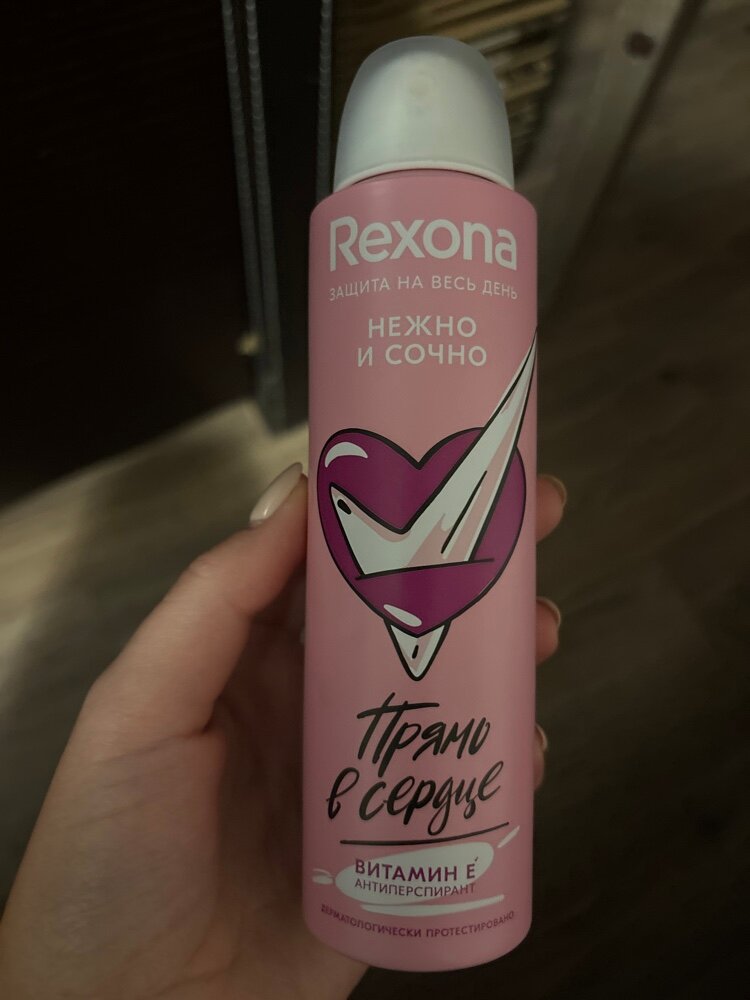 Rexona
ЗАЩИТА НА ВЕСЬ ДЕНЬ
НЕЖНО
И СОЧНО
Прямо
в сердце
ВИТАМИН Е
АНТИПЕРСПИРАНТ
ДЕРМАТОЛОГИЧЕСКИ ПРОТЕСТИРОВАНО